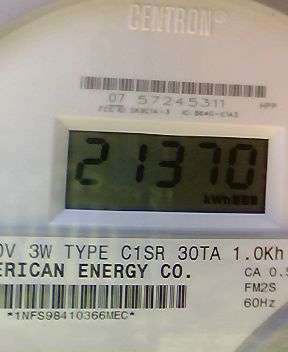 CENTRON
07 57245311
HPP
21370
kWh
0V 3W TYPE C1SR 30TA 1.0Kh
ERICAN ENERGY CO.
CA 0.5
FM2S
60Hz
*1NFS98410366MEC*